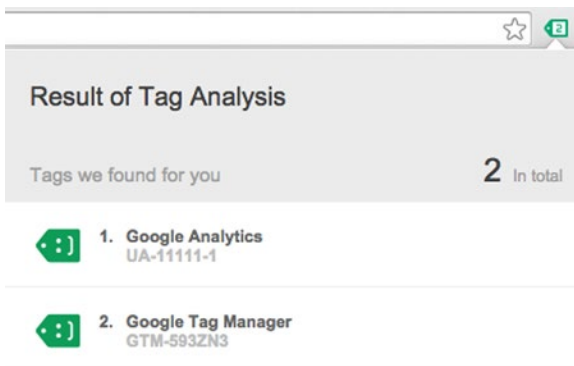 2
Result of Tag Analysis
Tags we found for you
2 In total
1. Google Analytics
UA-11111-1
2. Google Tag Manager
GTM-593ZN3